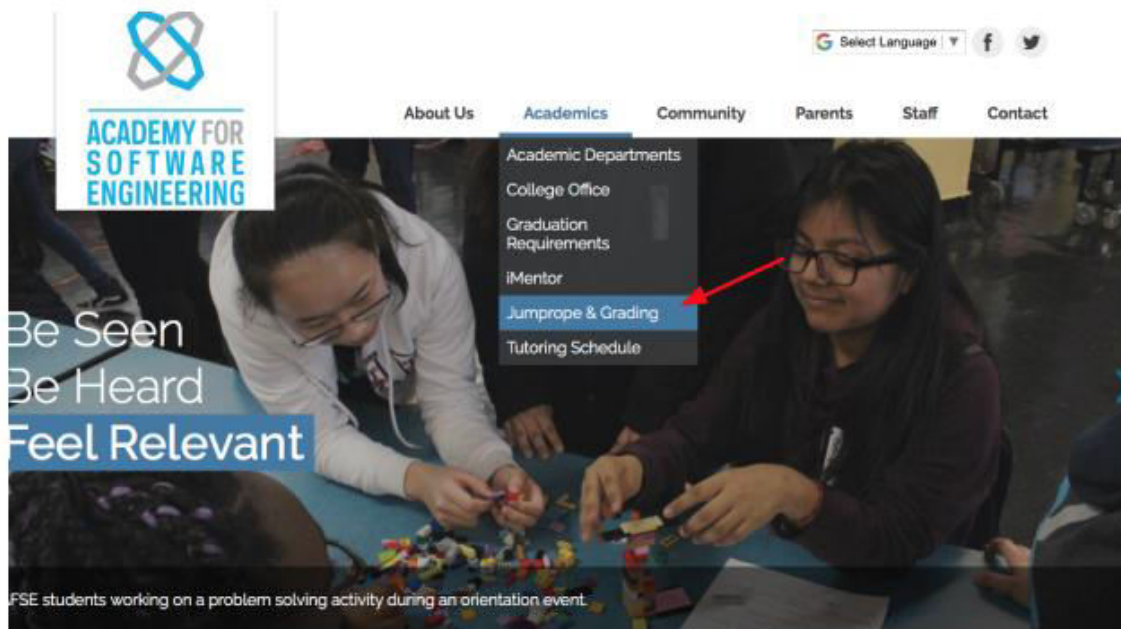 Select Language
ACADEMY FOR
SOFTWARE
ENGINEERING
About Us Academics Community Parents Staff Contact
Academic Departments
College Office
Graduation
Requirements
iMentor
Jumprope & Grading
Tutoring Schedule
Be Seen
Be Heard
Feel Relevant
AFSE students working on a problem solving activity during an orientation event.